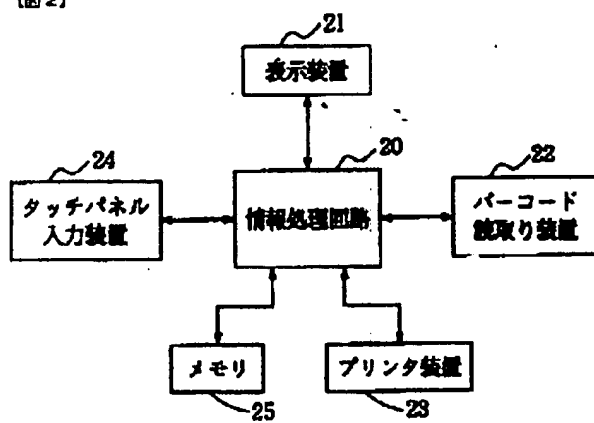 【図2】
21
表示装置
24
タッチパネル
入力装置
20
情報処理回路
22
バーコード
読取り装置
メモリ
25
プリンタ装置
23